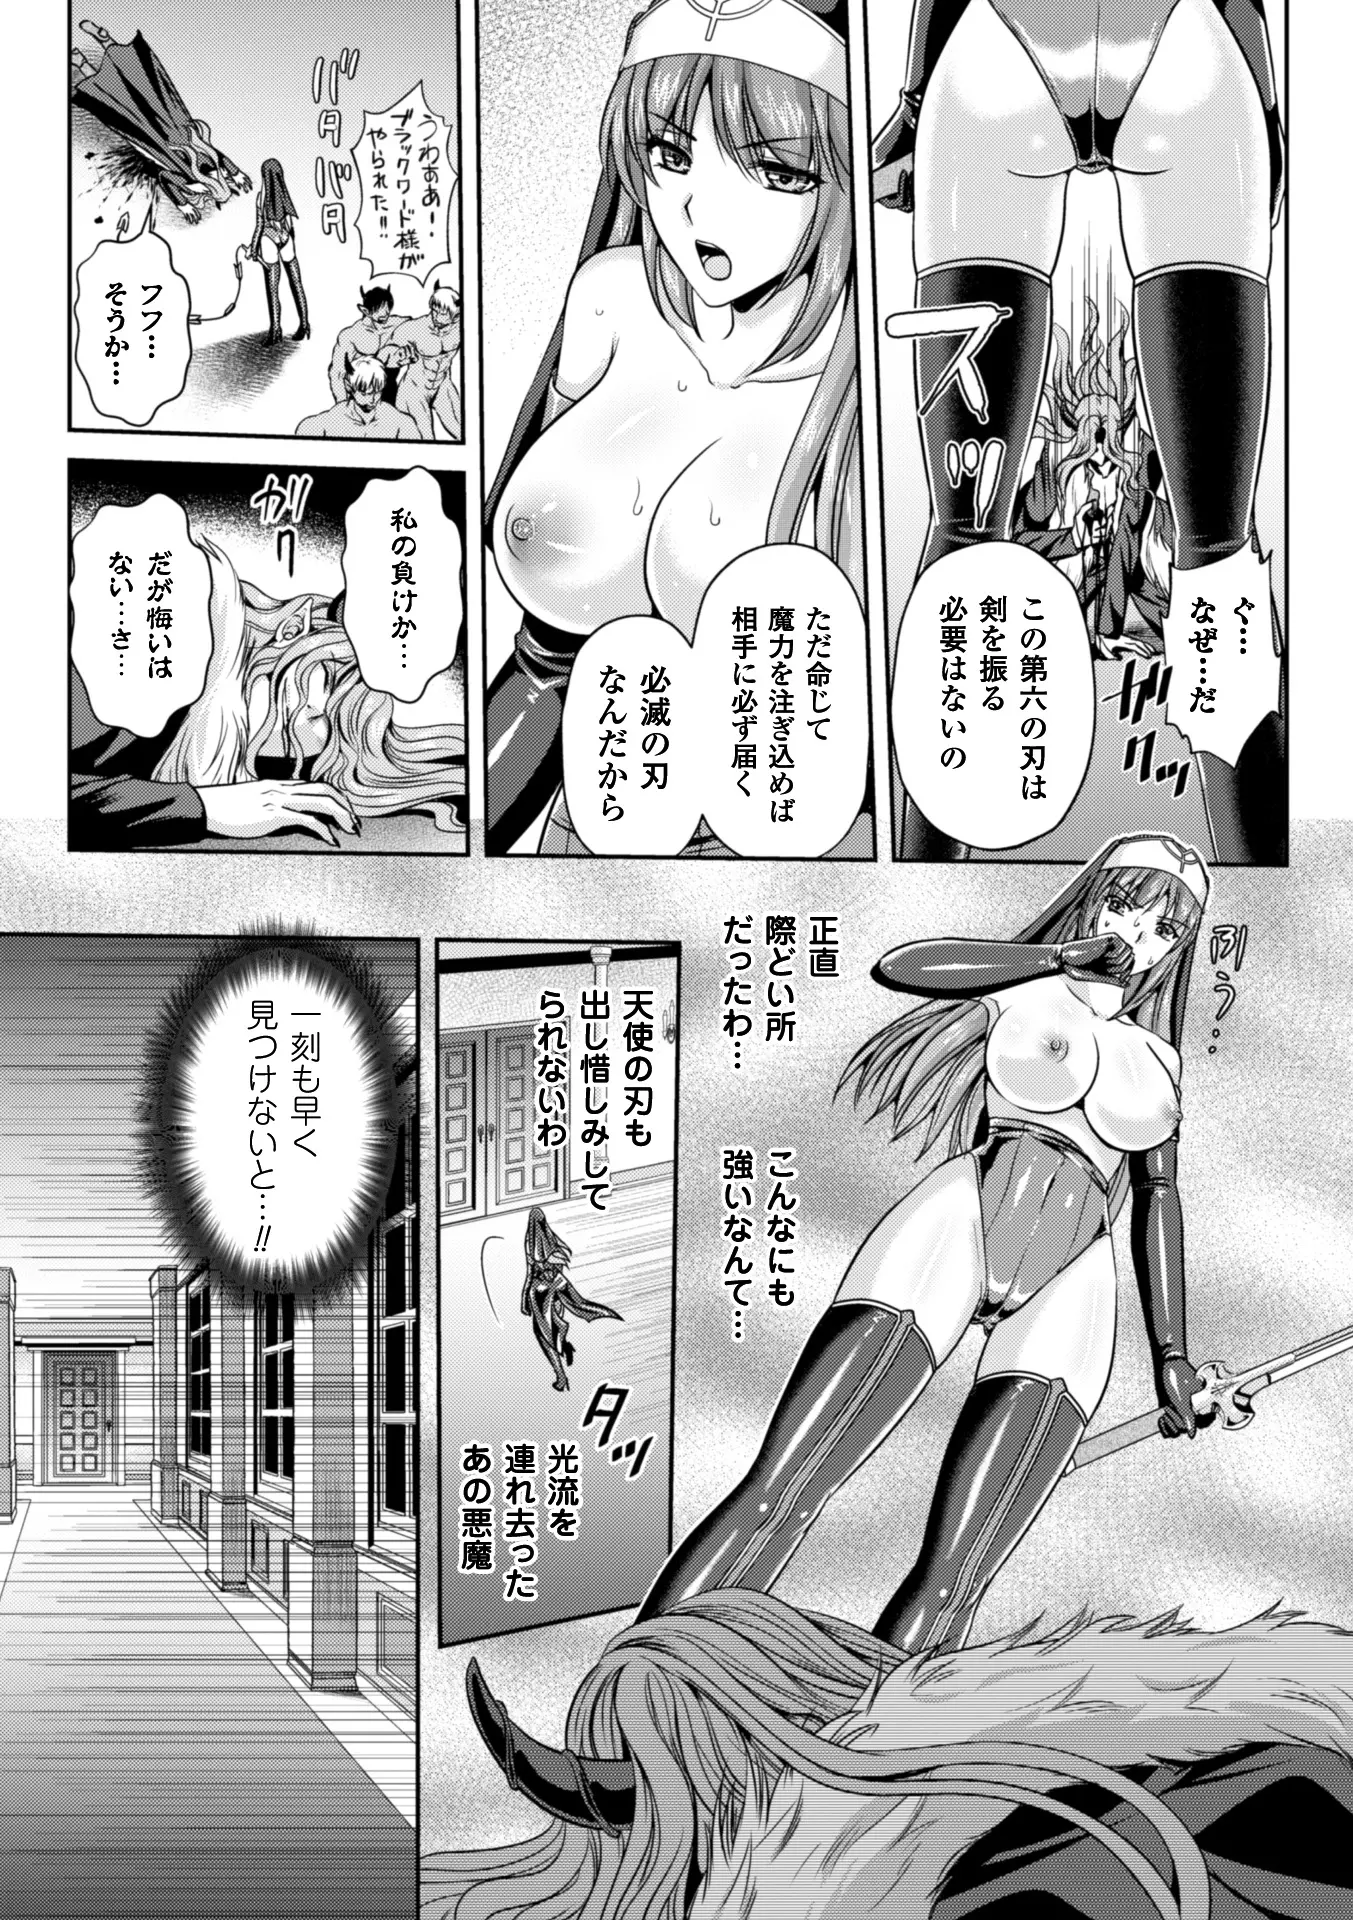 ぐ…
なぜ…だ
この第六の刃は
剣を振る
必要はないの
ズッ
ガクッ
ただ命じて
魔力を注ぎ込めば
相手に必ず届く
必滅の刃
なんだから
うわああー
ブラックワード様が
やられた!!
バタバタ
フフ…
そうか…
私の負けか…
だが悔いは
ない…さ…
ガリク
ふぅ…
正直
際どい所
だったわ…
こんなにも
強いなんて…
天使の刃も
出し惜しみして
られないわ
タッ
光流を
連れ去った
あの悪魔
一刻も早く
見つけないと…!!